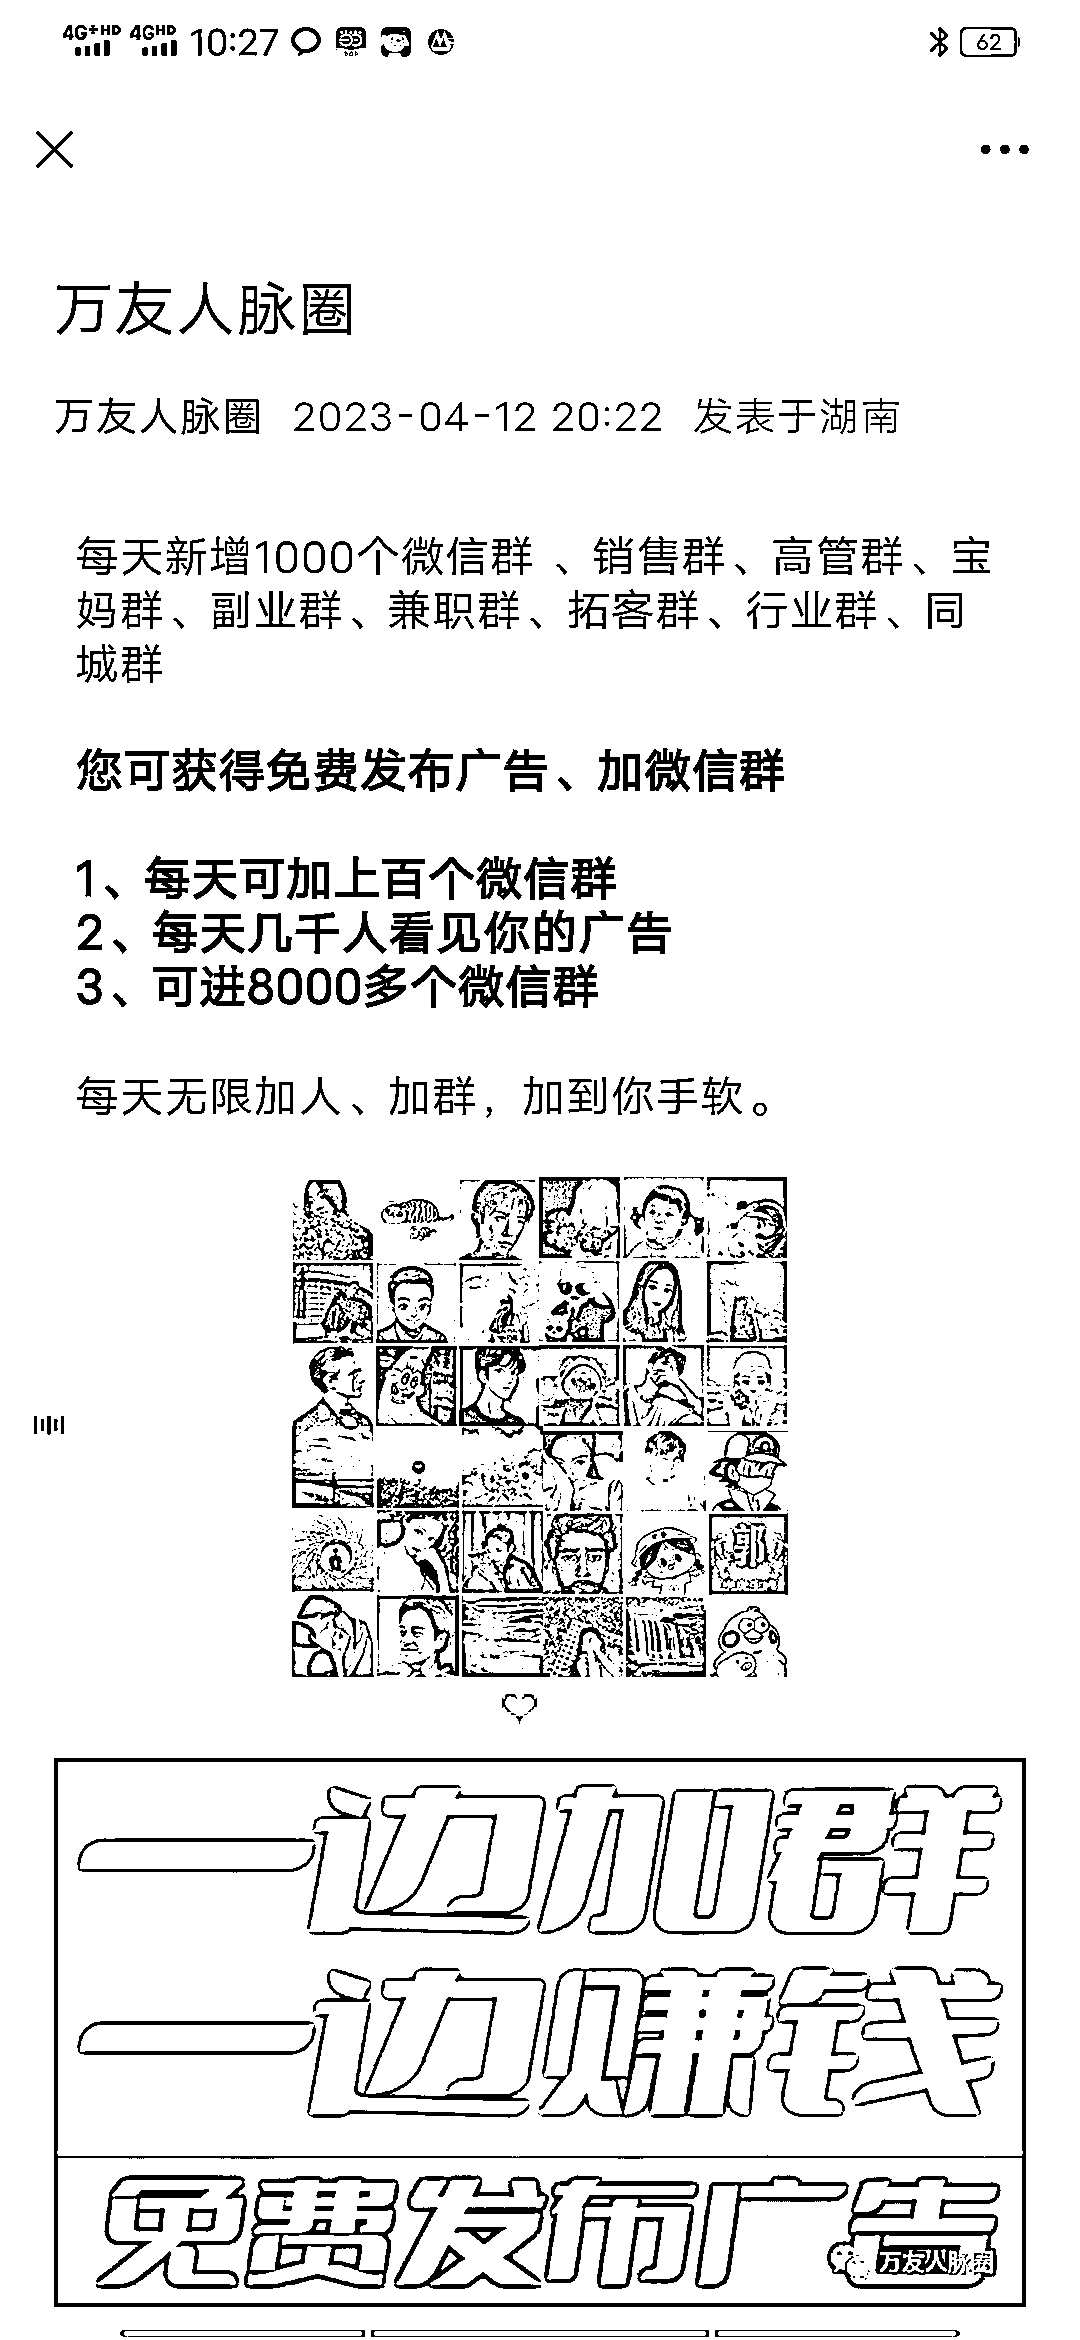 4G+HD 4GHD 10:27 62
万友人脉圈
万友人脉圈 2023-04-12 20:22 发表于湖南
每天新增1000个微信群 、销售群、高管群、宝
妈群、副业群、兼职群、拓客群、行业群、同
城群
您可获得免费发布广告、加微信群
1、每天可加上百个微信群
2、每天几千人看见你的广告
3、可进8000多个微信群
每天无限加人、加群，加到你手软。
郭
一边加群
一边赚钱
免费发布广告
万友人脉圈